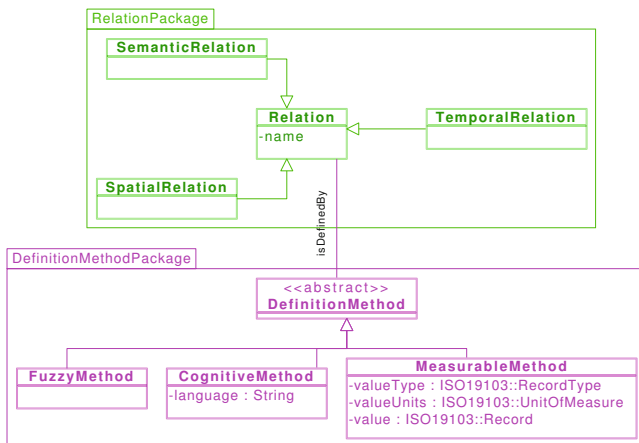 RelationPackage
SemanticRelation
Relation
-name
TemporalRelation
SpatialRelation
isDefinedBy
DefinitionMethodPackage
<<abstract>>
DefinitionMethod
FuzzyMethod
CognitiveMethod
-language : String
MeasurableMethod
-valueType : ISO19103::RecordType
-valueUnits : ISO19103::UnitOfMeasure
-value : ISO19103::Record